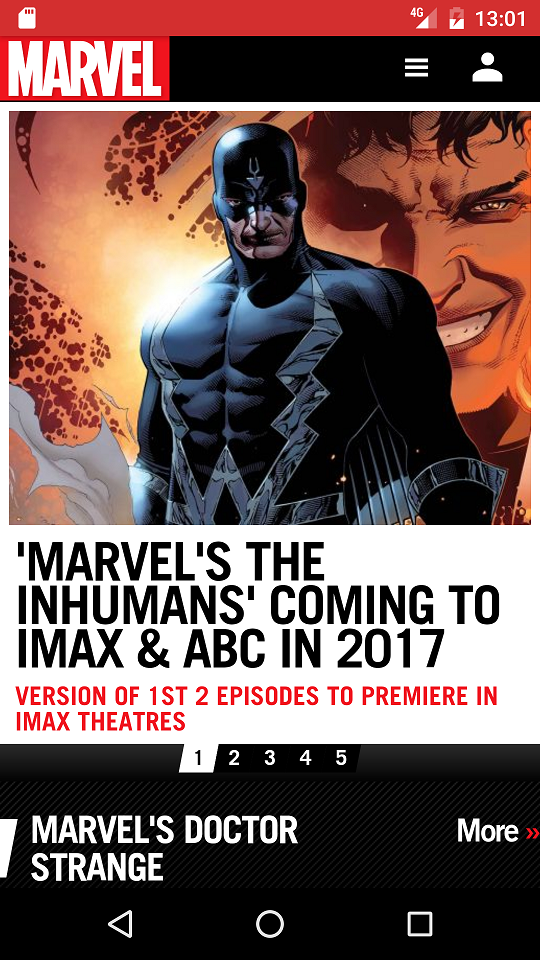 4G 13:01
MARVEL
'MARVEL'S THE
INHUMANS' COMING TO
IMAX & ABC IN 2017
VERSION OF 1ST 2 EPISODES TO PREMIERE IN
IMAX THEATRES
1 2 3 4 5
MARVEL'S DOCTOR
STRANGE
More »